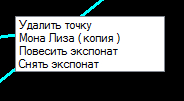 Удалить точку
Мона Лиза ( копия )
Повесить экспонат
Снять экспонат